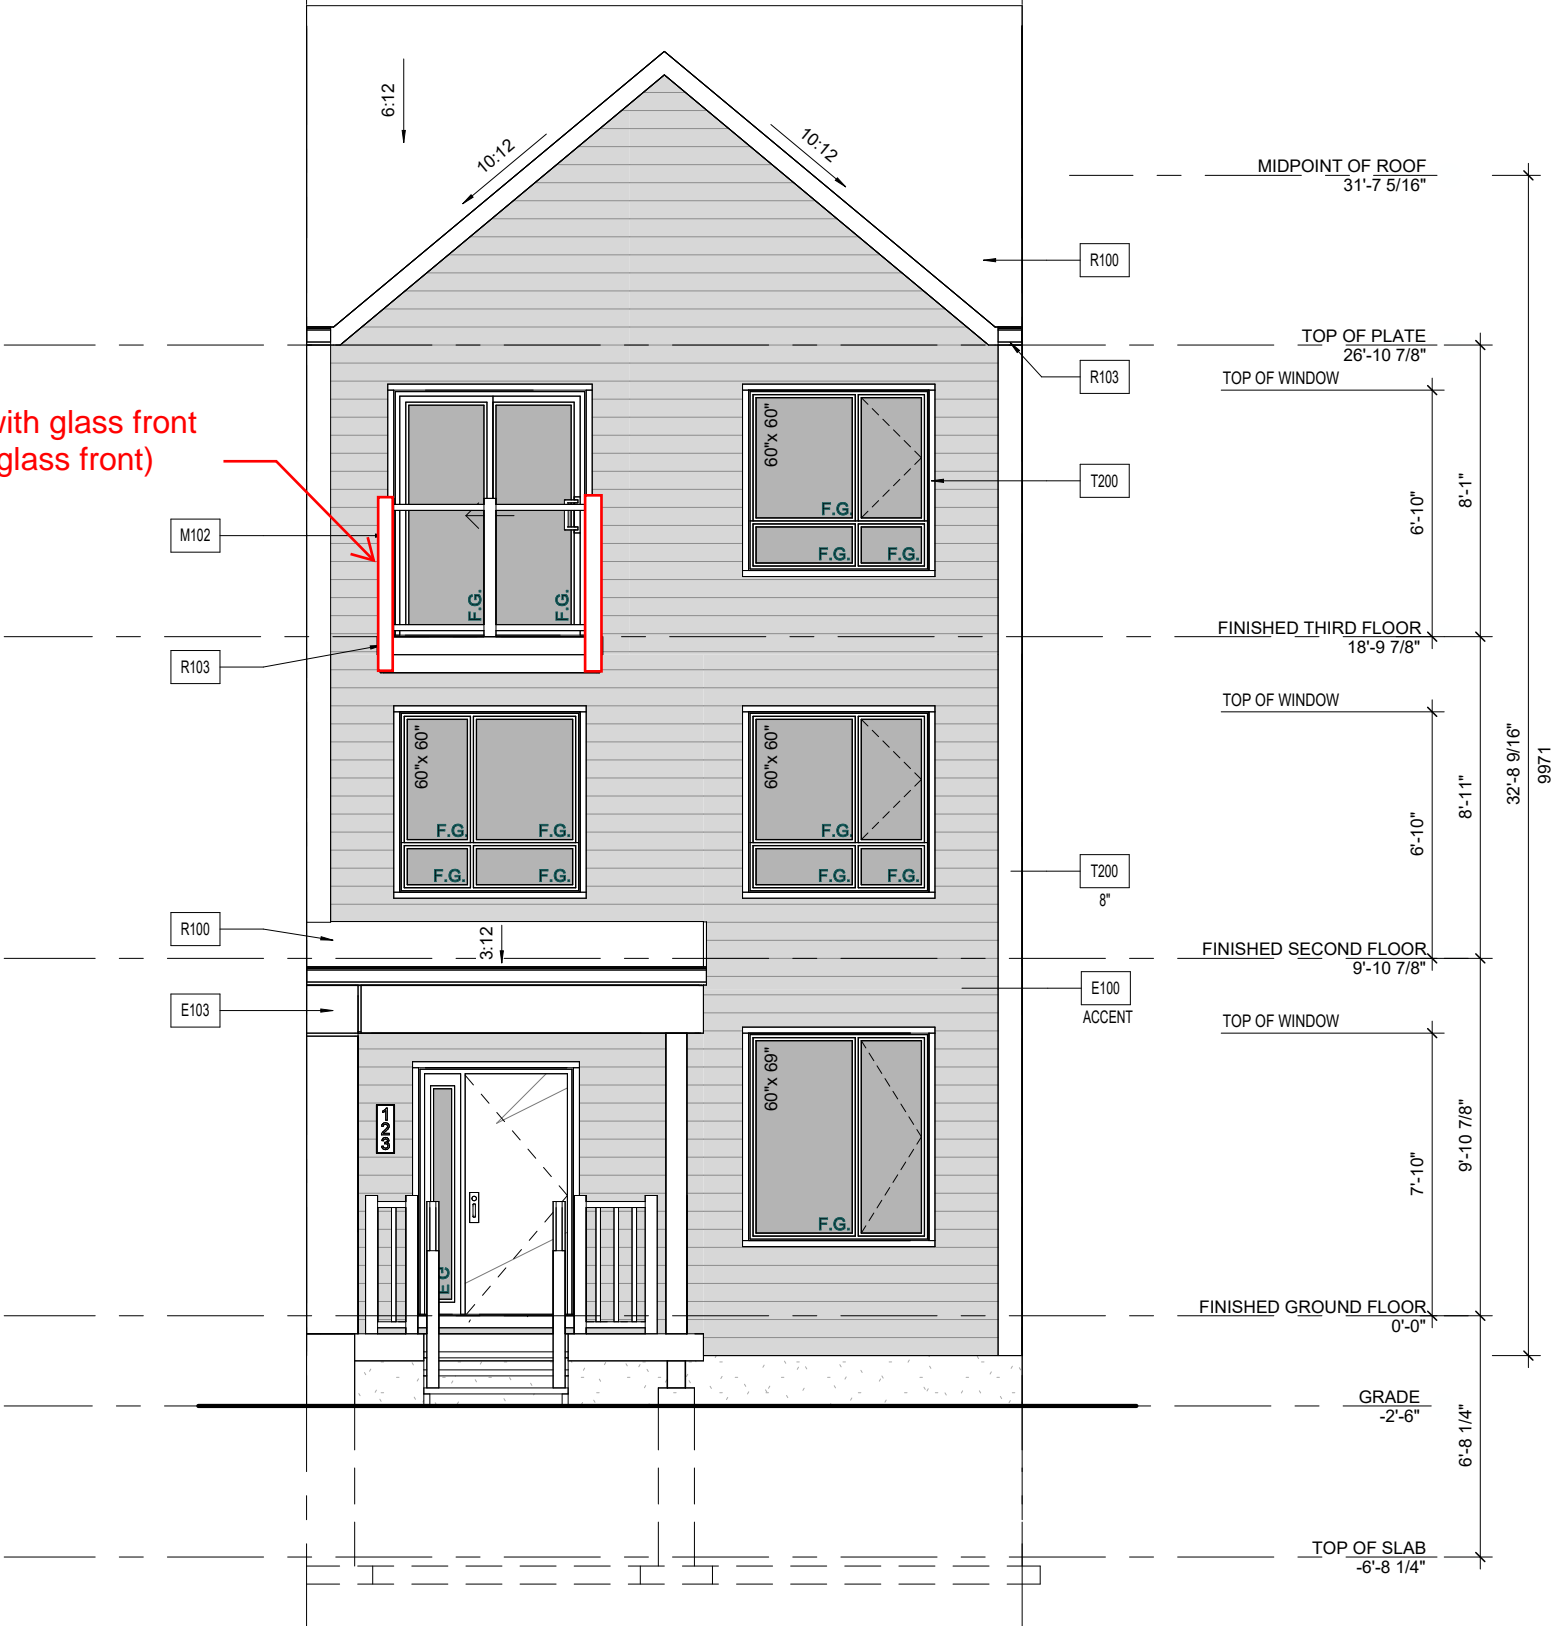 6:12
10:12
10:12
MIDPOINT OF ROOF
31'-7 5/16"
R100
TOP OF PLATE
26'-10 7/8"
R103
TOP OF WINDOW
with glass front
glass front)
60"x 60"
T200
F.G.
F.G. F.G.
6'-10"
8'-1"
M102
F.G. F.G.
FINISHED THIRD FLOOR
18'-9 7/8"
R103
TOP OF WINDOW
60"x 60"
60"x 60"
32'-8 9/16"
9971
8'-11"
6'-10"
F.G. F.G.
F.G.
F.G. F.G.
F.G. F.G.
T200
8"
R100
3:12
FINISHED SECOND FLOOR
9'-10 7/8"
E100
ACCENT
E103
TOP OF WINDOW
60"x 69"
123
9'-10 7/8"
7'-10"
F.G.
FINISHED GROUND FLOOR
0'-0"
GRADE
-2'-6"
6'-8 1/4"
TOP OF SLAB
-6'-8 1/4"